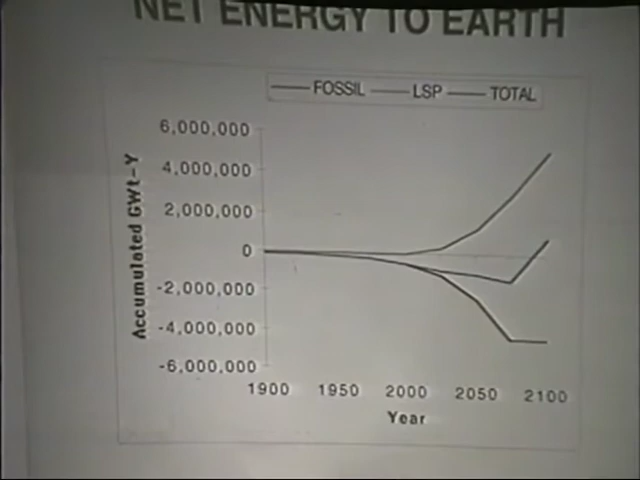 NET ENERGY TO EARTH
FOSSIL LSP TOTAL
6,000,000
4,000,000
2,000,000
0
-2,000,000
-4,000,000
-6,000,000
Accumulated GWt-Y
1900 1950 2000 2050 2100
Year